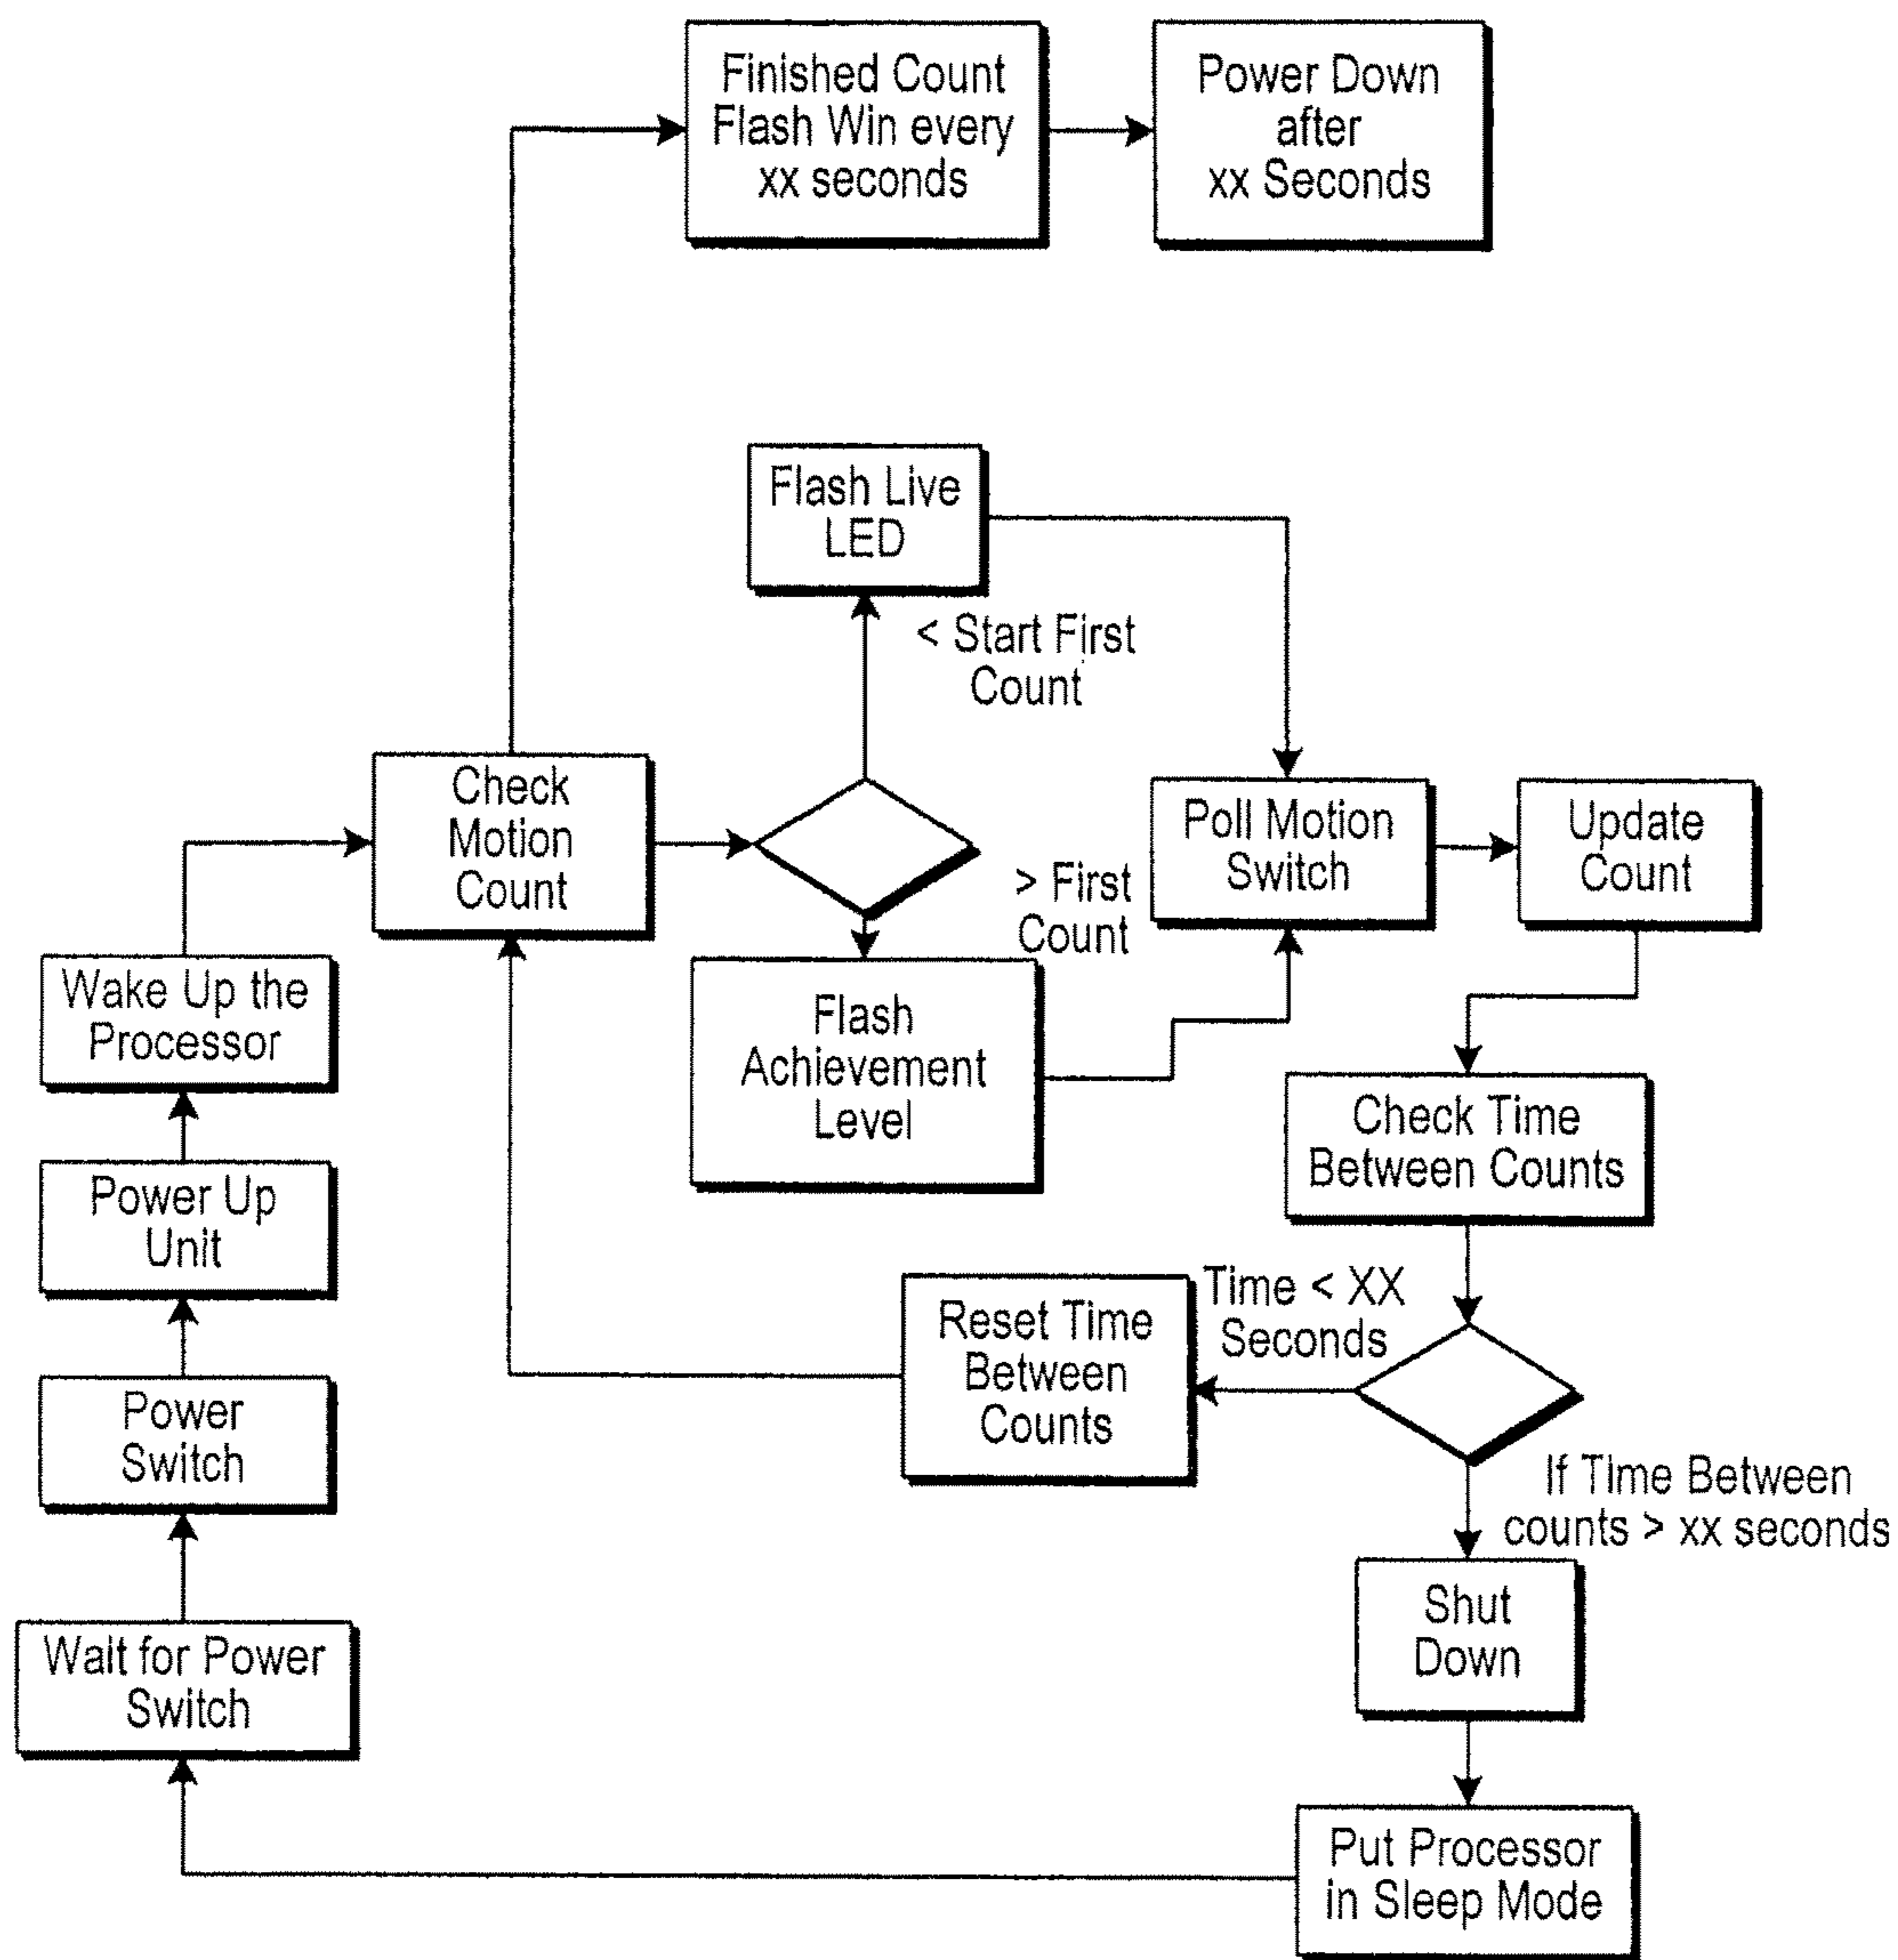 Finished Count
Flash Win every
xx seconds
Power Down
after
xx Seconds
Flash Live
LED
< Start First
Count
Check
Motion
Count
Poll Motion
Switch
Update
Count
> First
Count
Wake Up the
Processor
Flash
Achievement
Level
Check Time
Between Counts
Power Up
Unit
Reset Time
Between
Counts
Time < XX
Seconds
Power
Switch
If Time Between
counts > xx seconds
Shut
Down
Wait for Power
Switch
Put Processor
in Sleep Mode